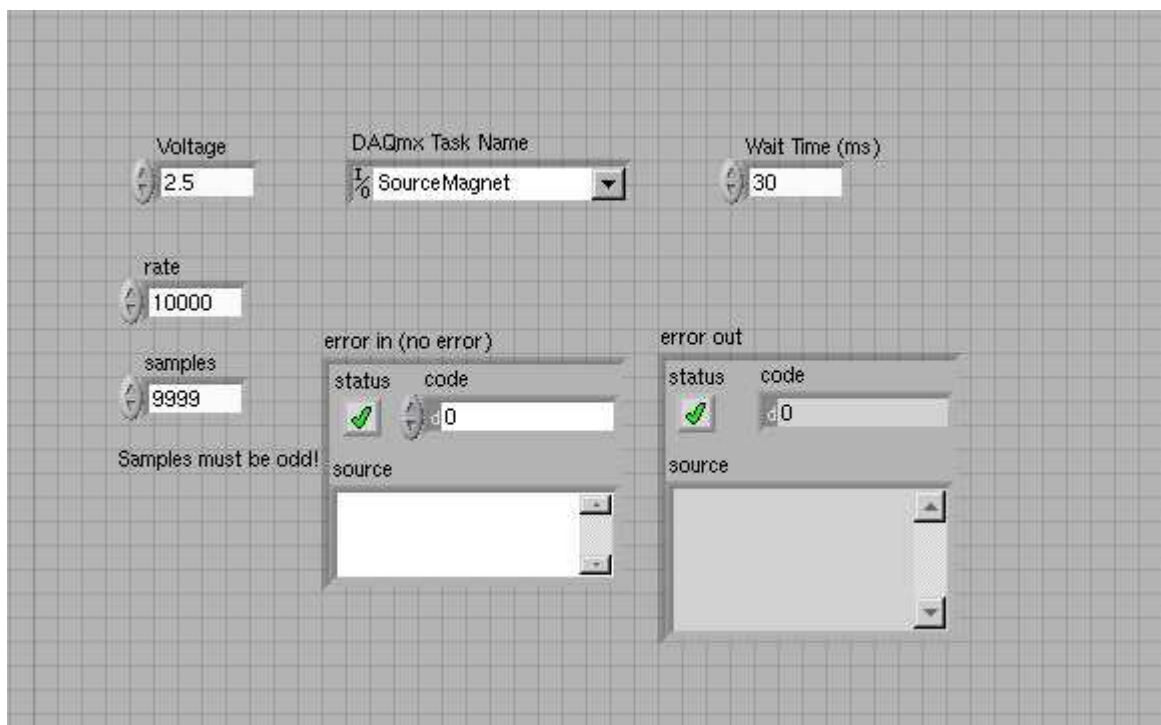 Voltage
2.5
DAQmx Task Name
I/O SourceMagnet
Wait Time (ms)
30
rate
10000
samples
9999
Samples must be odd!
error in (no error)
status
code
d 0
source
error out
status
code
d 0
source